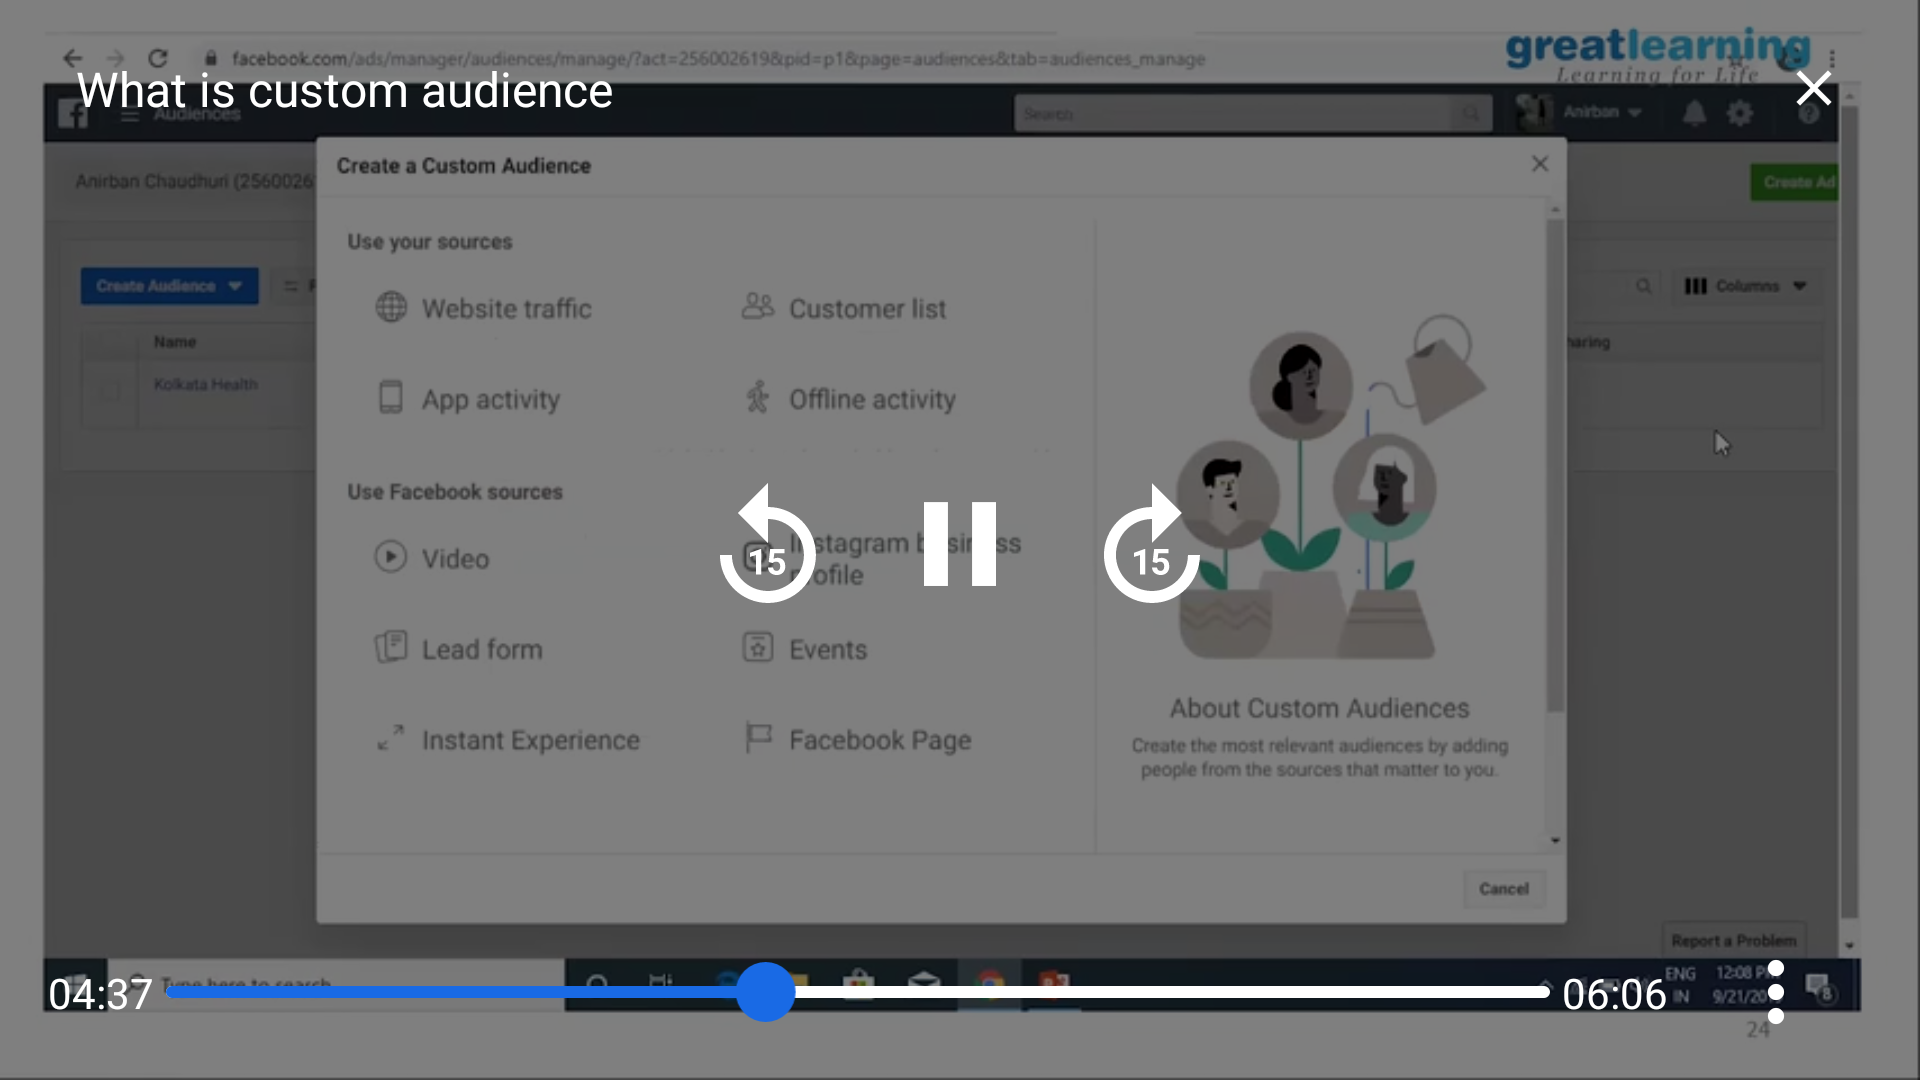 facebook.com/ads/manager/audiences/manage/?act=256002619&pid=p1&page=audiences&tab=audiences_manage
greatlearning
Learning for Life
What is custom audience
Audiences
Search
Anirban
Create a Custom Audience
Anirban Chaudhuri (2560026
Create Ad
Use your sources
Create Audience
Columns
Website traffic
Customer list
Name
haring
Kolkata Health
App activity
Offline activity
Use Facebook sources
Video
Instagram business
profile
15
15
Lead form
Events
About Custom Audiences
Instant Experience
Facebook Page
Create the most relevant audiences by adding
people from the sources that matter to you.
Cancel
Report a Problem
Type here to search
04:37
06:06
ENG
IN
12:08 P
9/21/20
8
24